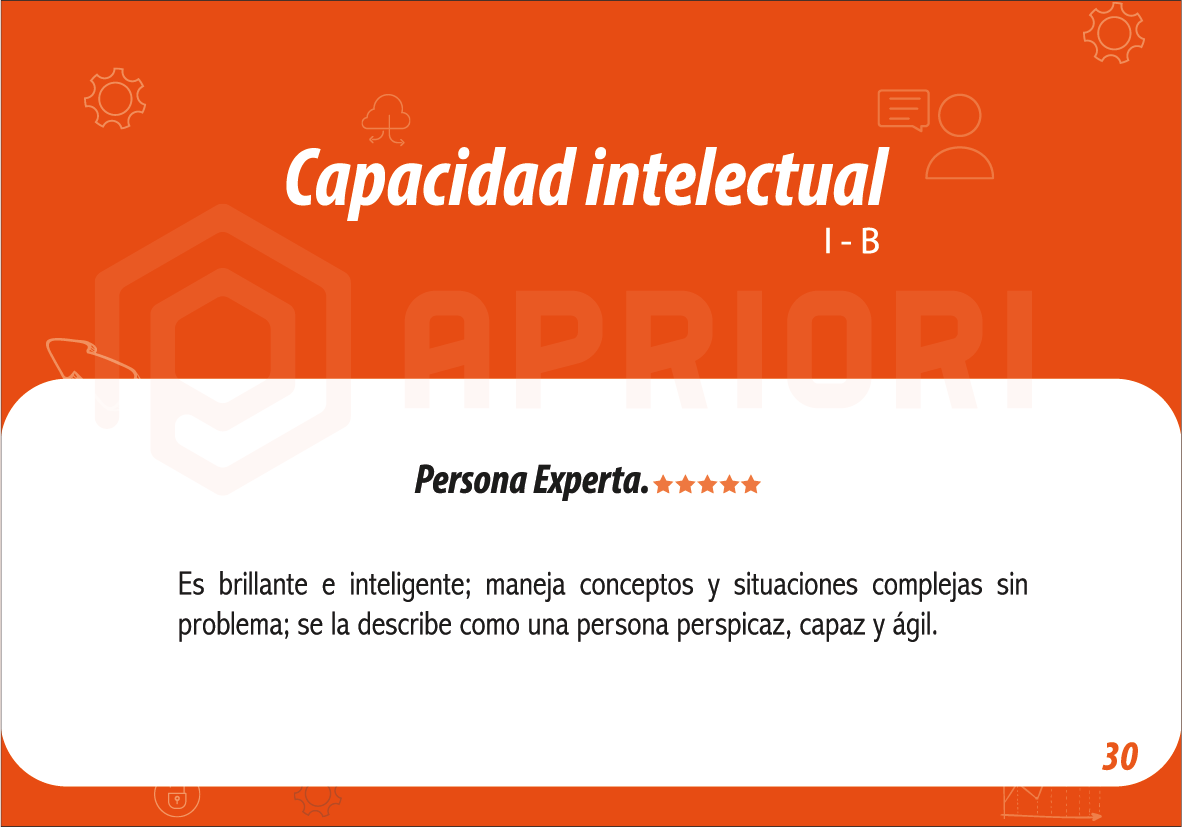 Capacidad intelectual
I - B
APRIORI
Persona Experta.
Es brillante e inteligente; maneja conceptos y situaciones complejas sin
problema; se la describe como una persona perspicaz, capaz y ágil.
30